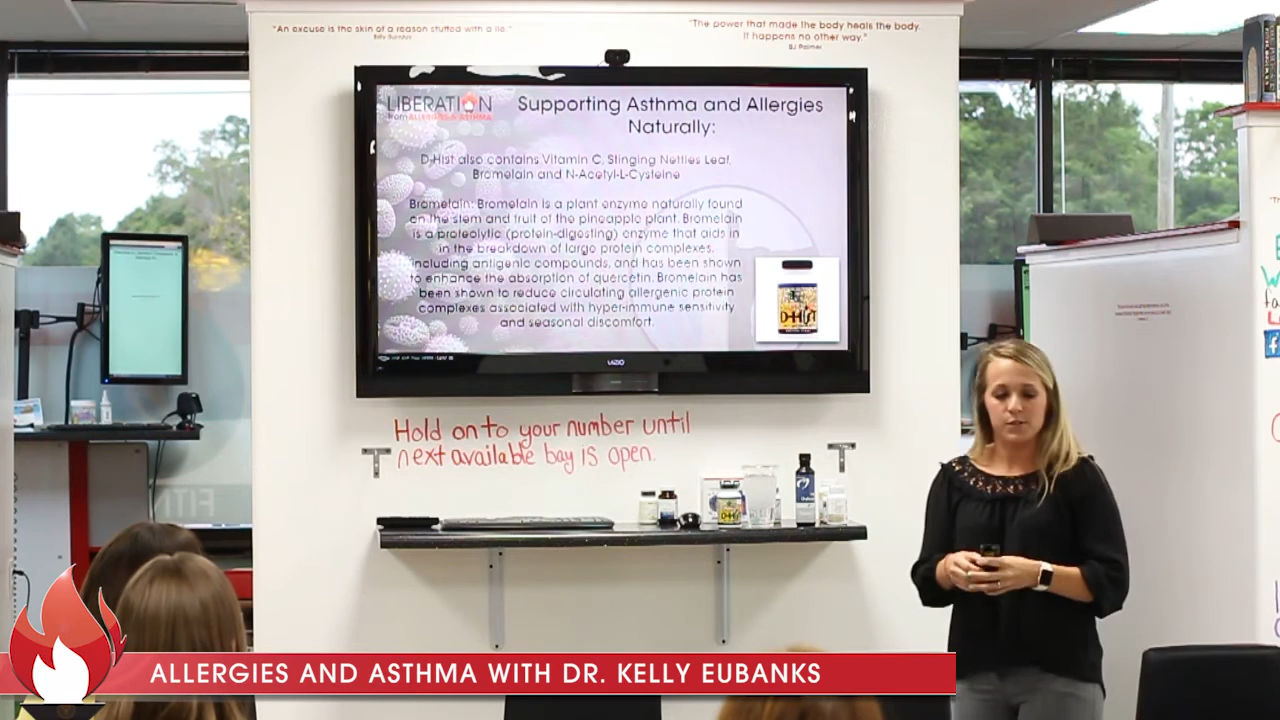 "An excuse is the skin of a reason stuffed with a lie."
Billy Sunday
"The power that made the body heals the body.
It happens no other way."
BJ Palmer
LIBERATION
from ALLERGIES & ASTHMA
Supporting Asthma and Allergies
Naturally:
D-Hist also contains Vitamin C, Stinging Nettles Leaf,
Bromelain and N-Acetyl-L-Cysteine
Bromelain: Bromelain is a plant enzyme naturally found
on the stem and fruit of the pineapple plant. Bromelain
is a proteolytic (protein-digesting) enzyme that aids in
in the breakdown of large protein complexes,
including antigenic compounds, and has been shown
to enhance the absorption of quercetin. Bromelain has
been shown to reduce circulating allergenic protein
complexes associated with hyper-immune sensitivity
and seasonal discomfort.
D-Hist
VIZIO
Hold on to your number until
next available bay is open.
D-Hist
FITN
ALLERGIES AND ASTHMA WITH DR. KELLY EUBANKS